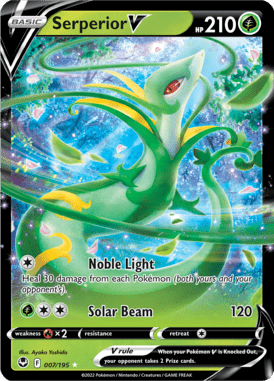 BASIC
Serperior V
HP 210
Noble Light
Heal 30 damage from each Pokémon (both yours and your
opponent's).
Solar Beam 120
weakness ×2 resistance retreat
Illus. Ayaka Yoshida
F 007/195 ★
V rule
When your Pokémon V is Knocked Out,
your opponent takes 2 Prize cards.
©2022 Pokémon / Nintendo / Creatures / GAME FREAK